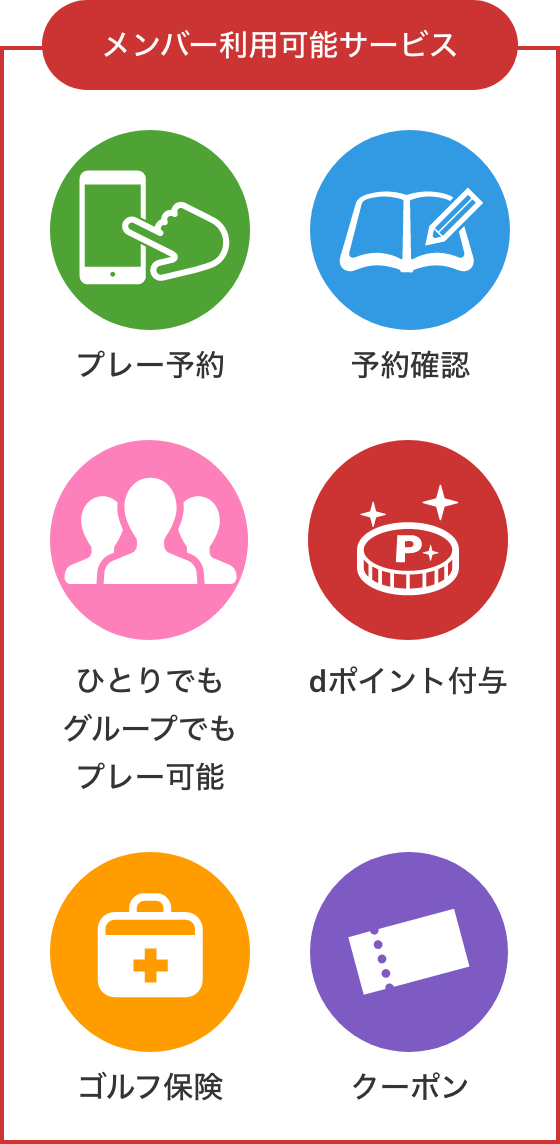 メンバー利用可能サービス
プレー予約
予約確認
P
ひとりでも
グループでも
プレー可能
dポイント付与
ゴルフ保険
クーポン